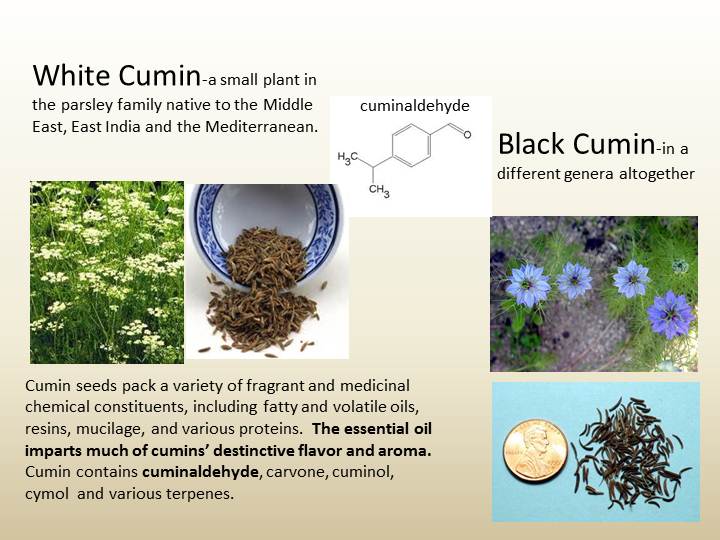 White Cumin-a small plant in
the parsley family native to the Middle
East, East India and the Mediterranean.
cuminaldehyde
H₃C
CH₃
O
Black Cumin-in a
different genera altogether
Cumin seeds pack a variety of fragrant and medicinal
chemical constituents, including fatty and volatile oils,
resins, mucilage, and various proteins.  The essential oil
imparts much of cumins’ destinctive flavor and aroma.
Cumin contains cuminaldehyde, carvone, cuminol,
cymol  and various terpenes.